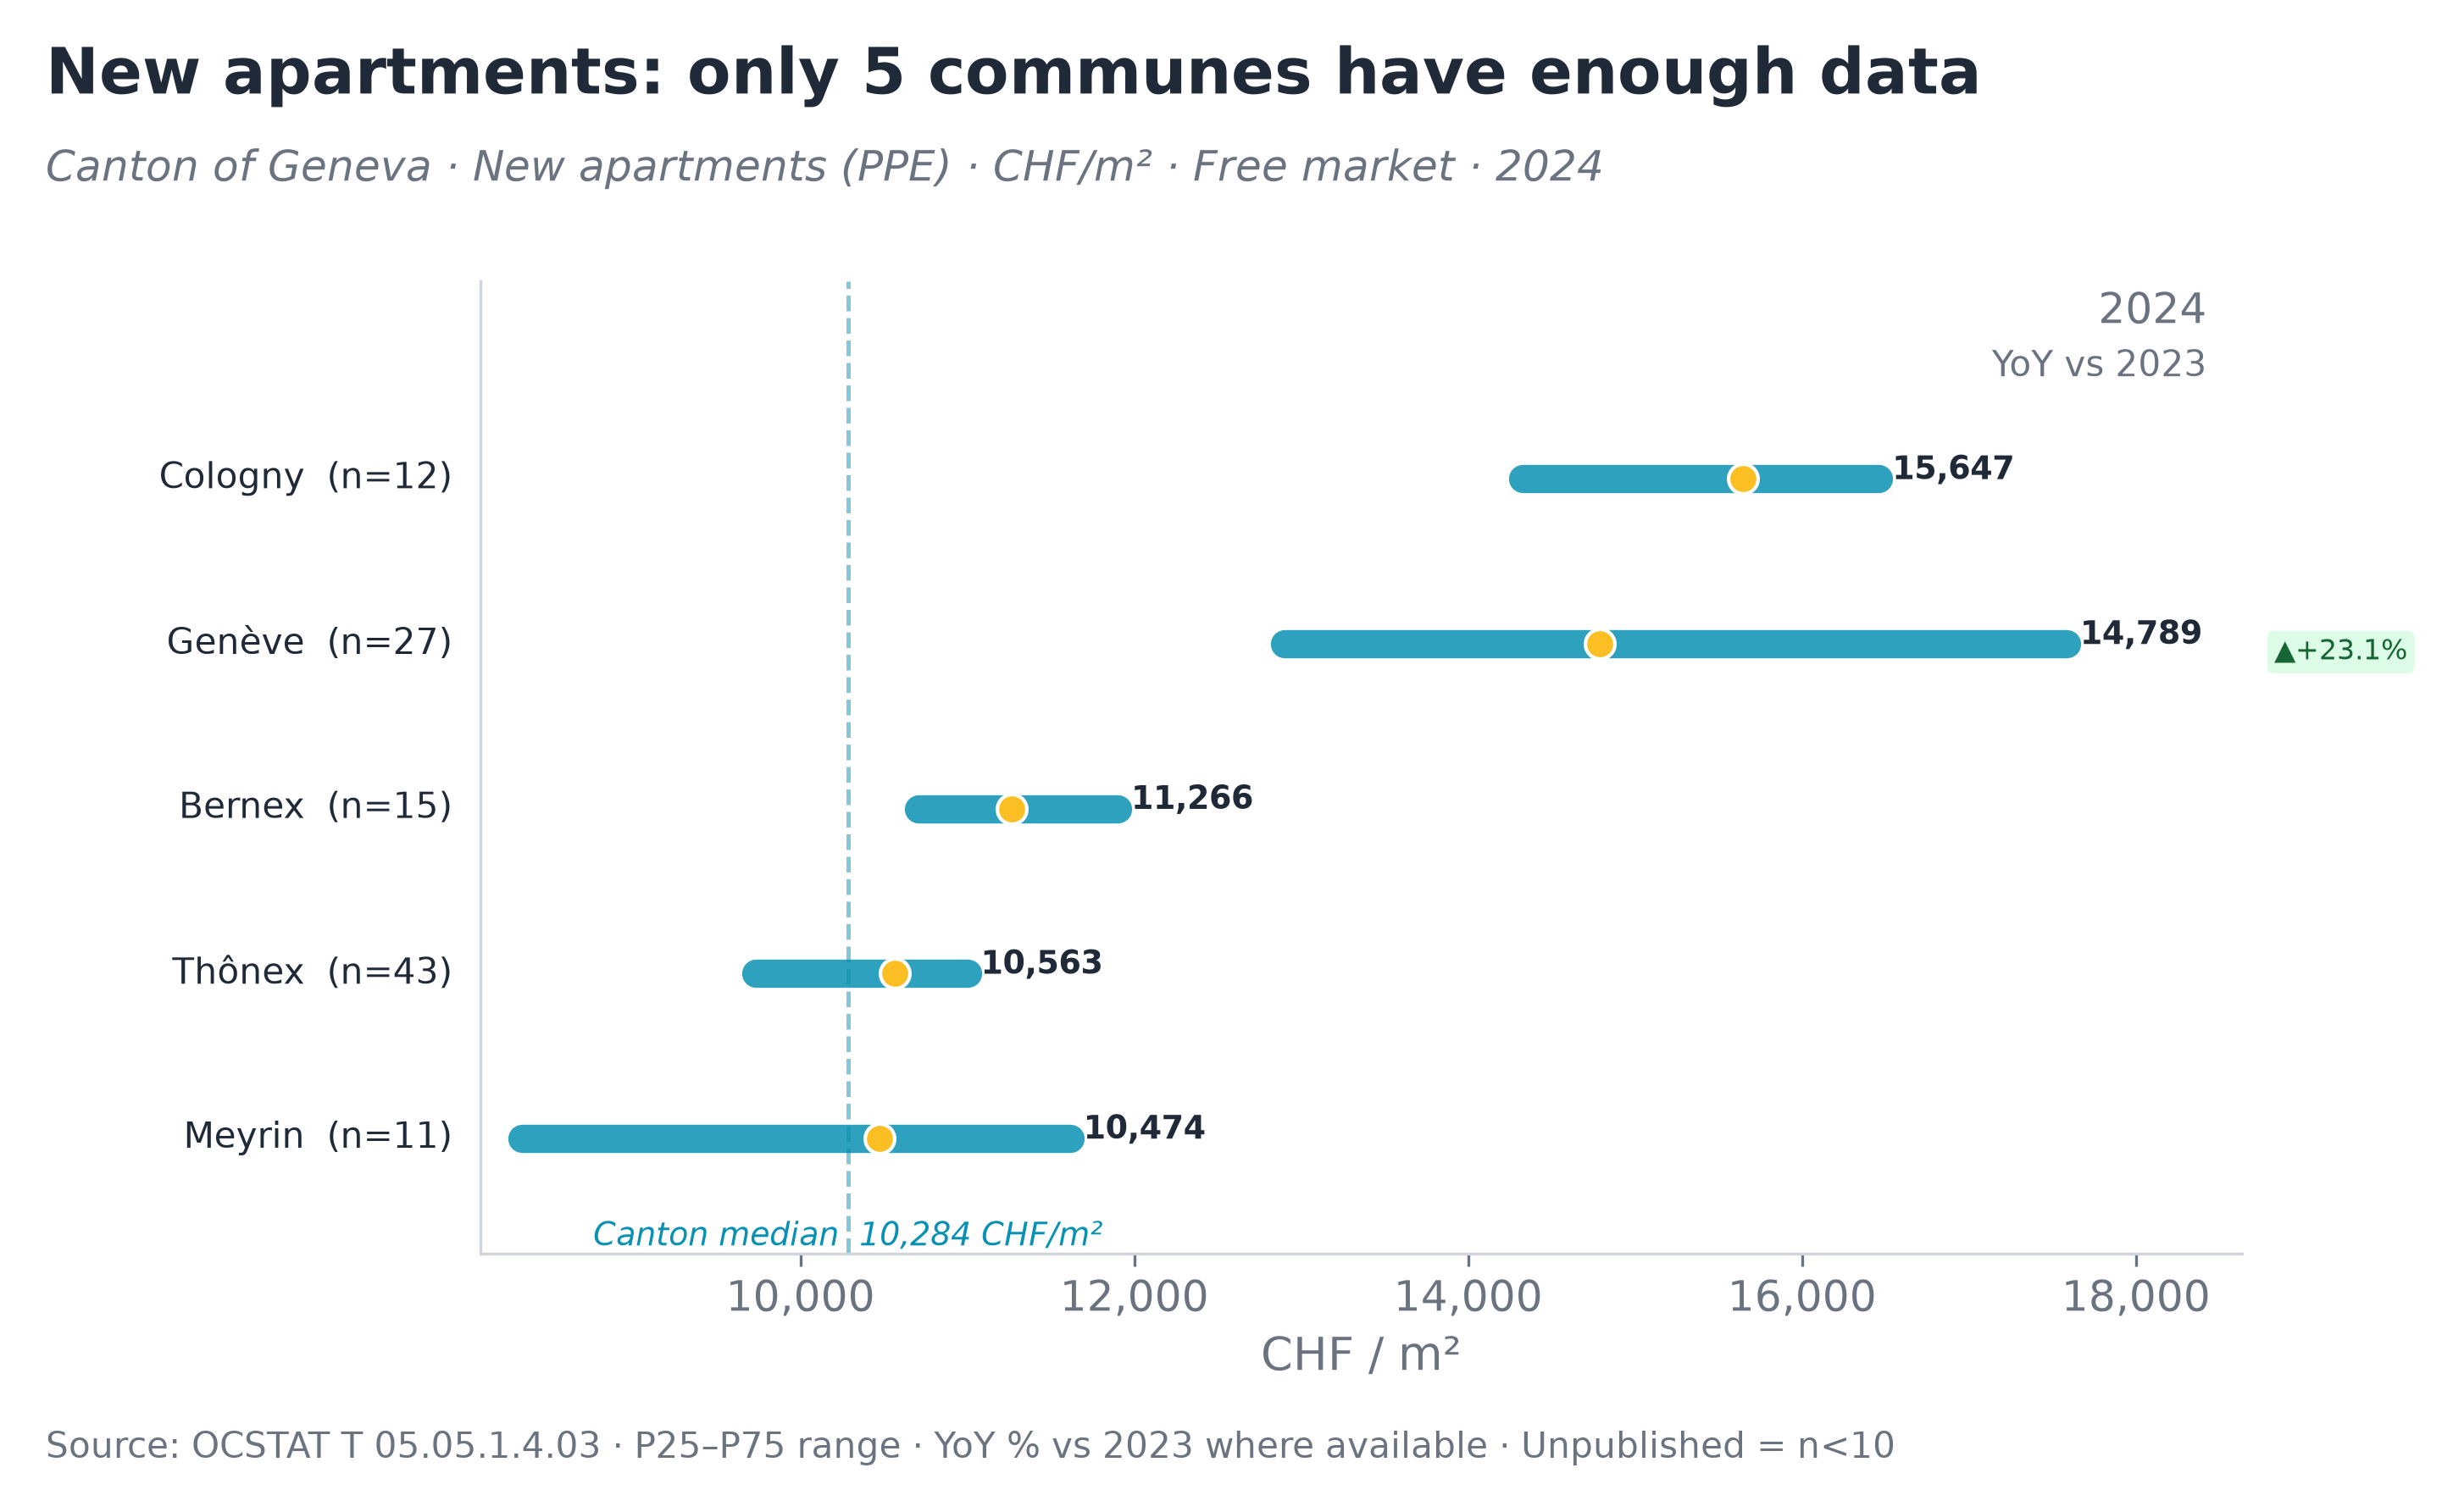 New apartments: only 5 communes have enough data
Canton of Geneva · New apartments (PPE) · CHF/m² · Free market · 2024
2024
YoY vs 2023
Cologny (n=12)
15,647
Genève (n=27)
14,789
▲+23.1%
Bernex (n=15)
11,266
Thônex (n=43)
10,563
Meyrin (n=11)
10,474
Canton median 10,284 CHF/m²
10,000 12,000 14,000 16,000 18,000
CHF / m²
Source: OCSTAT T 05.05.1.4.03 · P25–P75 range · YoY % vs 2023 where available · Unpublished = n<10